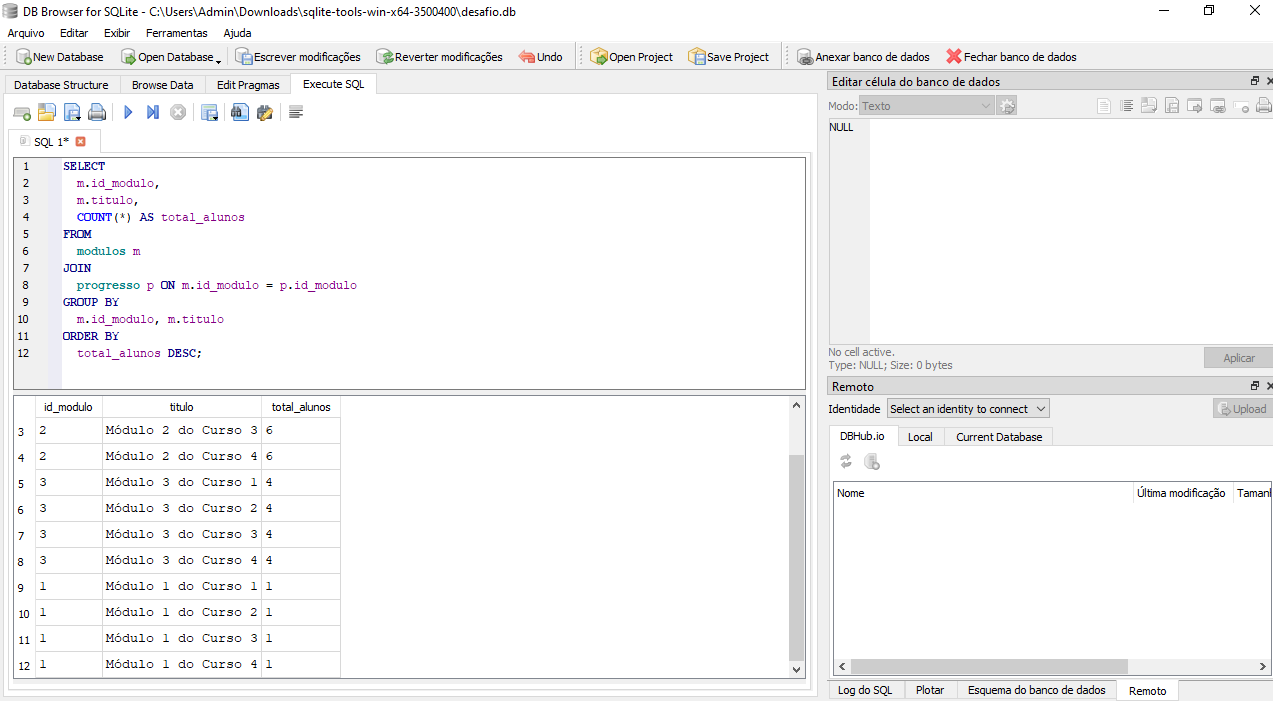 DB Browser for SQLite - C:\Users\Admin\Downloads\sqlite-tools-win-x64-3500400\desafio.db
Arquivo Editar Exibir Ferramentas Ajuda
New Database Open Database Escrever modificações Reverter modificações Undo Open Project Save Project Anexar banco de dados Fechar banco de dados
Database Structure Browse Data Edit Pragmas Execute SQL
SQL 1*
1 SELECT
2 m.id_modulo,
3 m.titulo,
4 COUNT(*) AS total_alunos
5 FROM
6 modulos m
7 JOIN
8 progresso p ON m.id_modulo = p.id_modulo
9 GROUP BY
10 m.id_modulo, m.titulo
11 ORDER BY
12 total_alunos DESC;
id_modulo titulo total_alunos
3 2 Módulo 2 do Curso 3 6
4 2 Módulo 2 do Curso 4 6
5 3 Módulo 3 do Curso 1 4
6 3 Módulo 3 do Curso 2 4
7 3 Módulo 3 do Curso 3 4
8 3 Módulo 3 do Curso 4 4
9 1 Módulo 1 do Curso 1 1
10 1 Módulo 1 do Curso 2 1
11 1 Módulo 1 do Curso 3 1
12 1 Módulo 1 do Curso 4 1
Editar célula do banco de dados
Modo: Texto
NULL
No cell active.
Type: NULL; Size: 0 bytes
Aplicar
Remoto
Identidade Select an identity to connect Upload
DBHub.io Local Current Database
Nome Última modificação Tamanl
Log do SQL Plotar Esquema do banco de dados Remoto